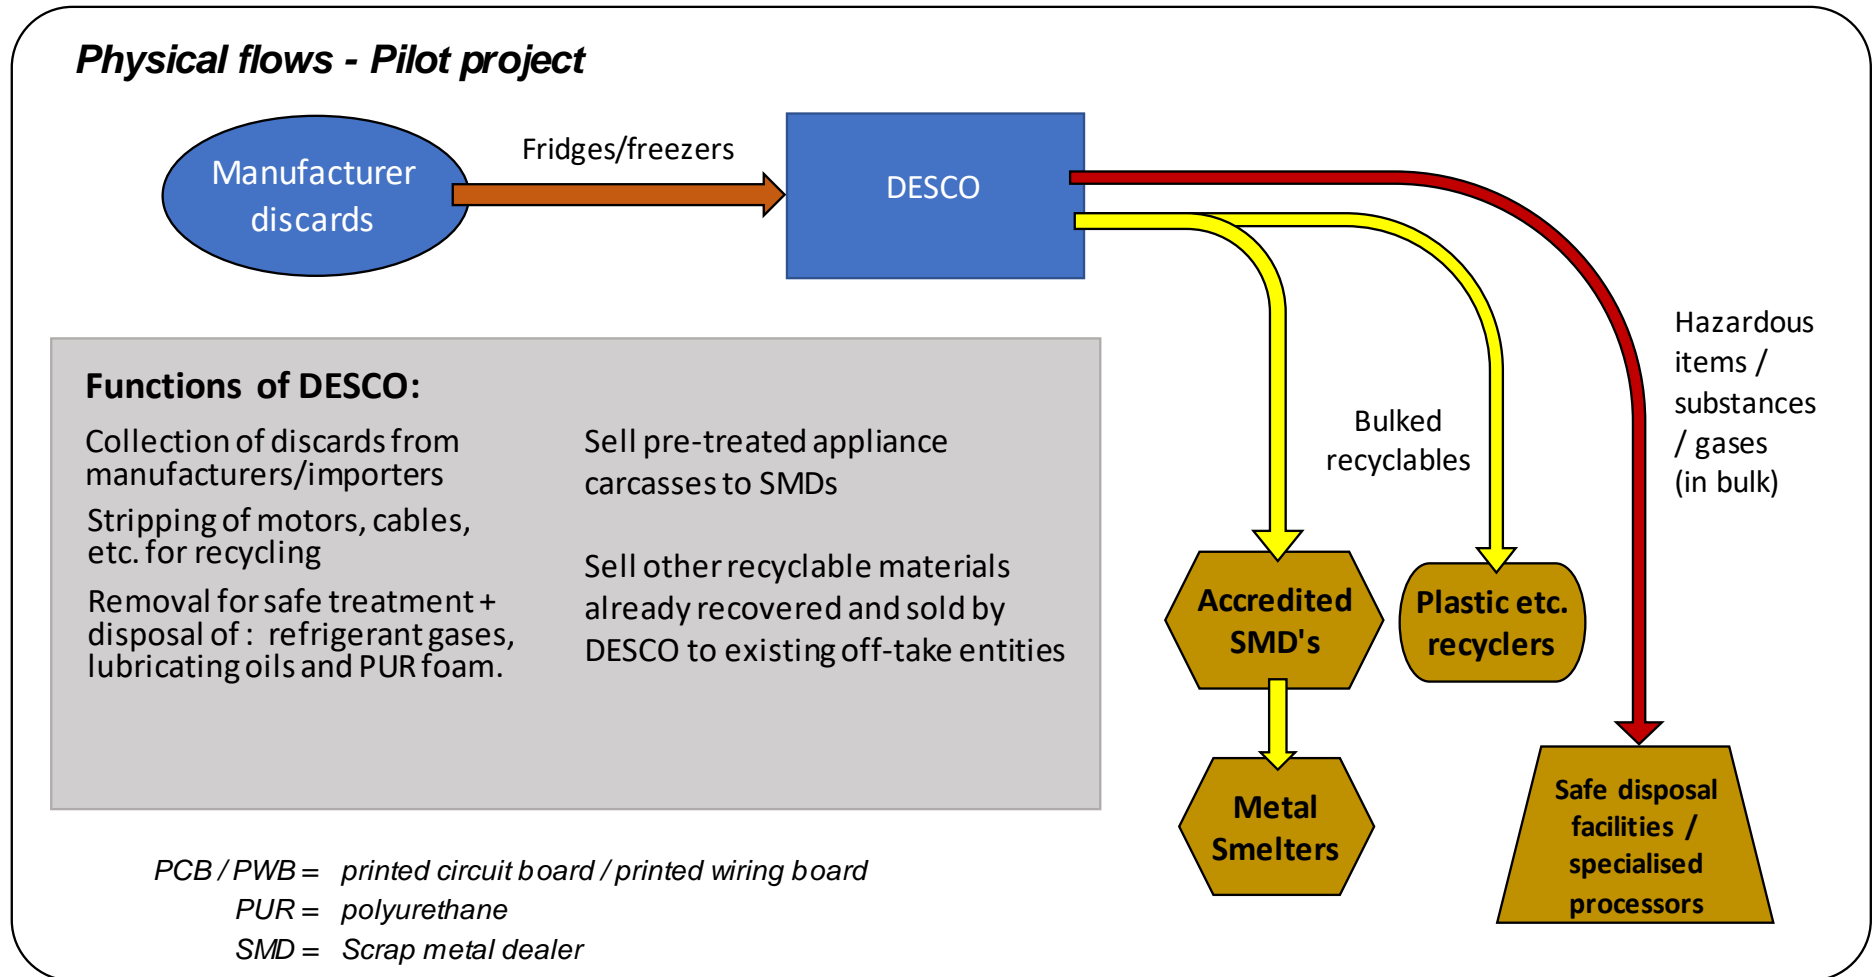 Physical flows - Pilot project
Manufacturer
discards
Fridges/freezers
DESCO
Hazardous
items /
substances
/ gases
(in bulk)
Bulked
recyclables
Functions of DESCO:
Collection of discards from
manufacturers/importers
Stripping of motors, cables,
etc. for recycling
Removal for safe treatment +
disposal of : refrigerant gases,
lubricating oils and PUR foam.
Sell pre-treated appliance
carcasses to SMDs
Sell other recyclable materials
already recovered and sold by
DESCO to existing off-take entities
Accredited
SMD's
Plastic etc.
recyclers
Metal
Smelters
Safe disposal
facilities /
specialised
processors
PCB / PWB = printed circuit board / printed wiring board
PUR = polyurethane
SMD = Scrap metal dealer